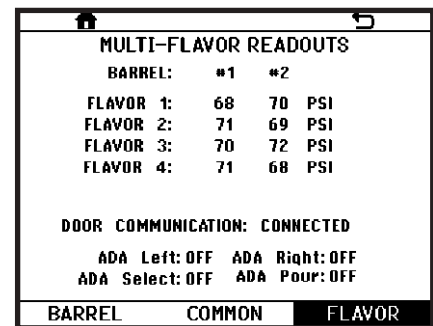 MULTI-FLAVOR READOUTS
BARREL: #1 #2
FLAVOR 1: 68 70 PSI
FLAVOR 2: 71 69 PSI
FLAVOR 3: 70 72 PSI
FLAVOR 4: 71 68 PSI
DOOR COMMUNICATION: CONNECTED
ADA Left: OFF ADA Right: OFF
ADA Select: OFF ADA Pour: OFF
BARREL COMMON FLAVOR